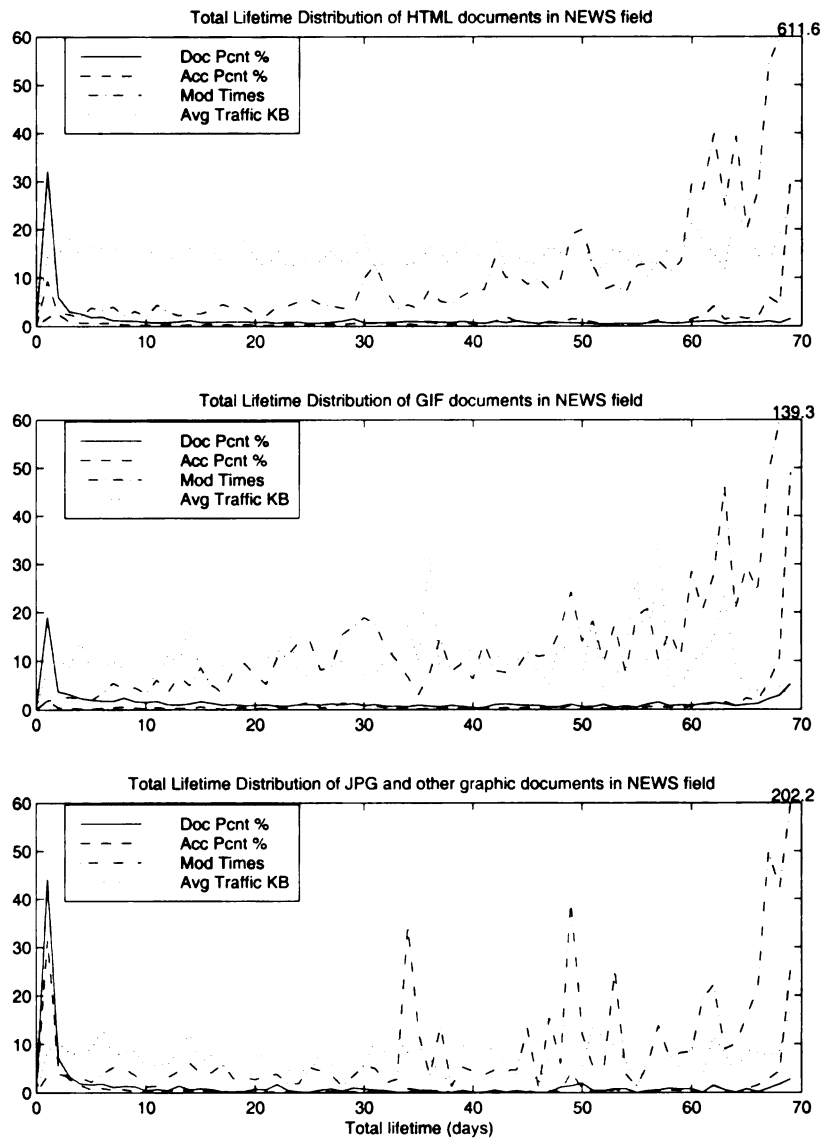 Total Lifetime Distribution of HTML documents in NEWS field
611.6
60
50
40
30
20
10
0
Doc Pcnt %
Acc Pcnt %
Mod Times
Avg Traffic KB
0 10 20 30 40 50 60 70
Total Lifetime Distribution of GIF documents in NEWS field
139.3
60
50
40
30
20
10
0
Doc Pcnt %
Acc Pcnt %
Mod Times
Avg Traffic KB
0 10 20 30 40 50 60 70
Total Lifetime Distribution of JPG and other graphic documents in NEWS field
202.2
60
50
40
30
20
10
0
Doc Pcnt %
Acc Pcnt %
Mod Times
Avg Traffic KB
0 10 20 30 40 50 60 70
Total lifetime (days)